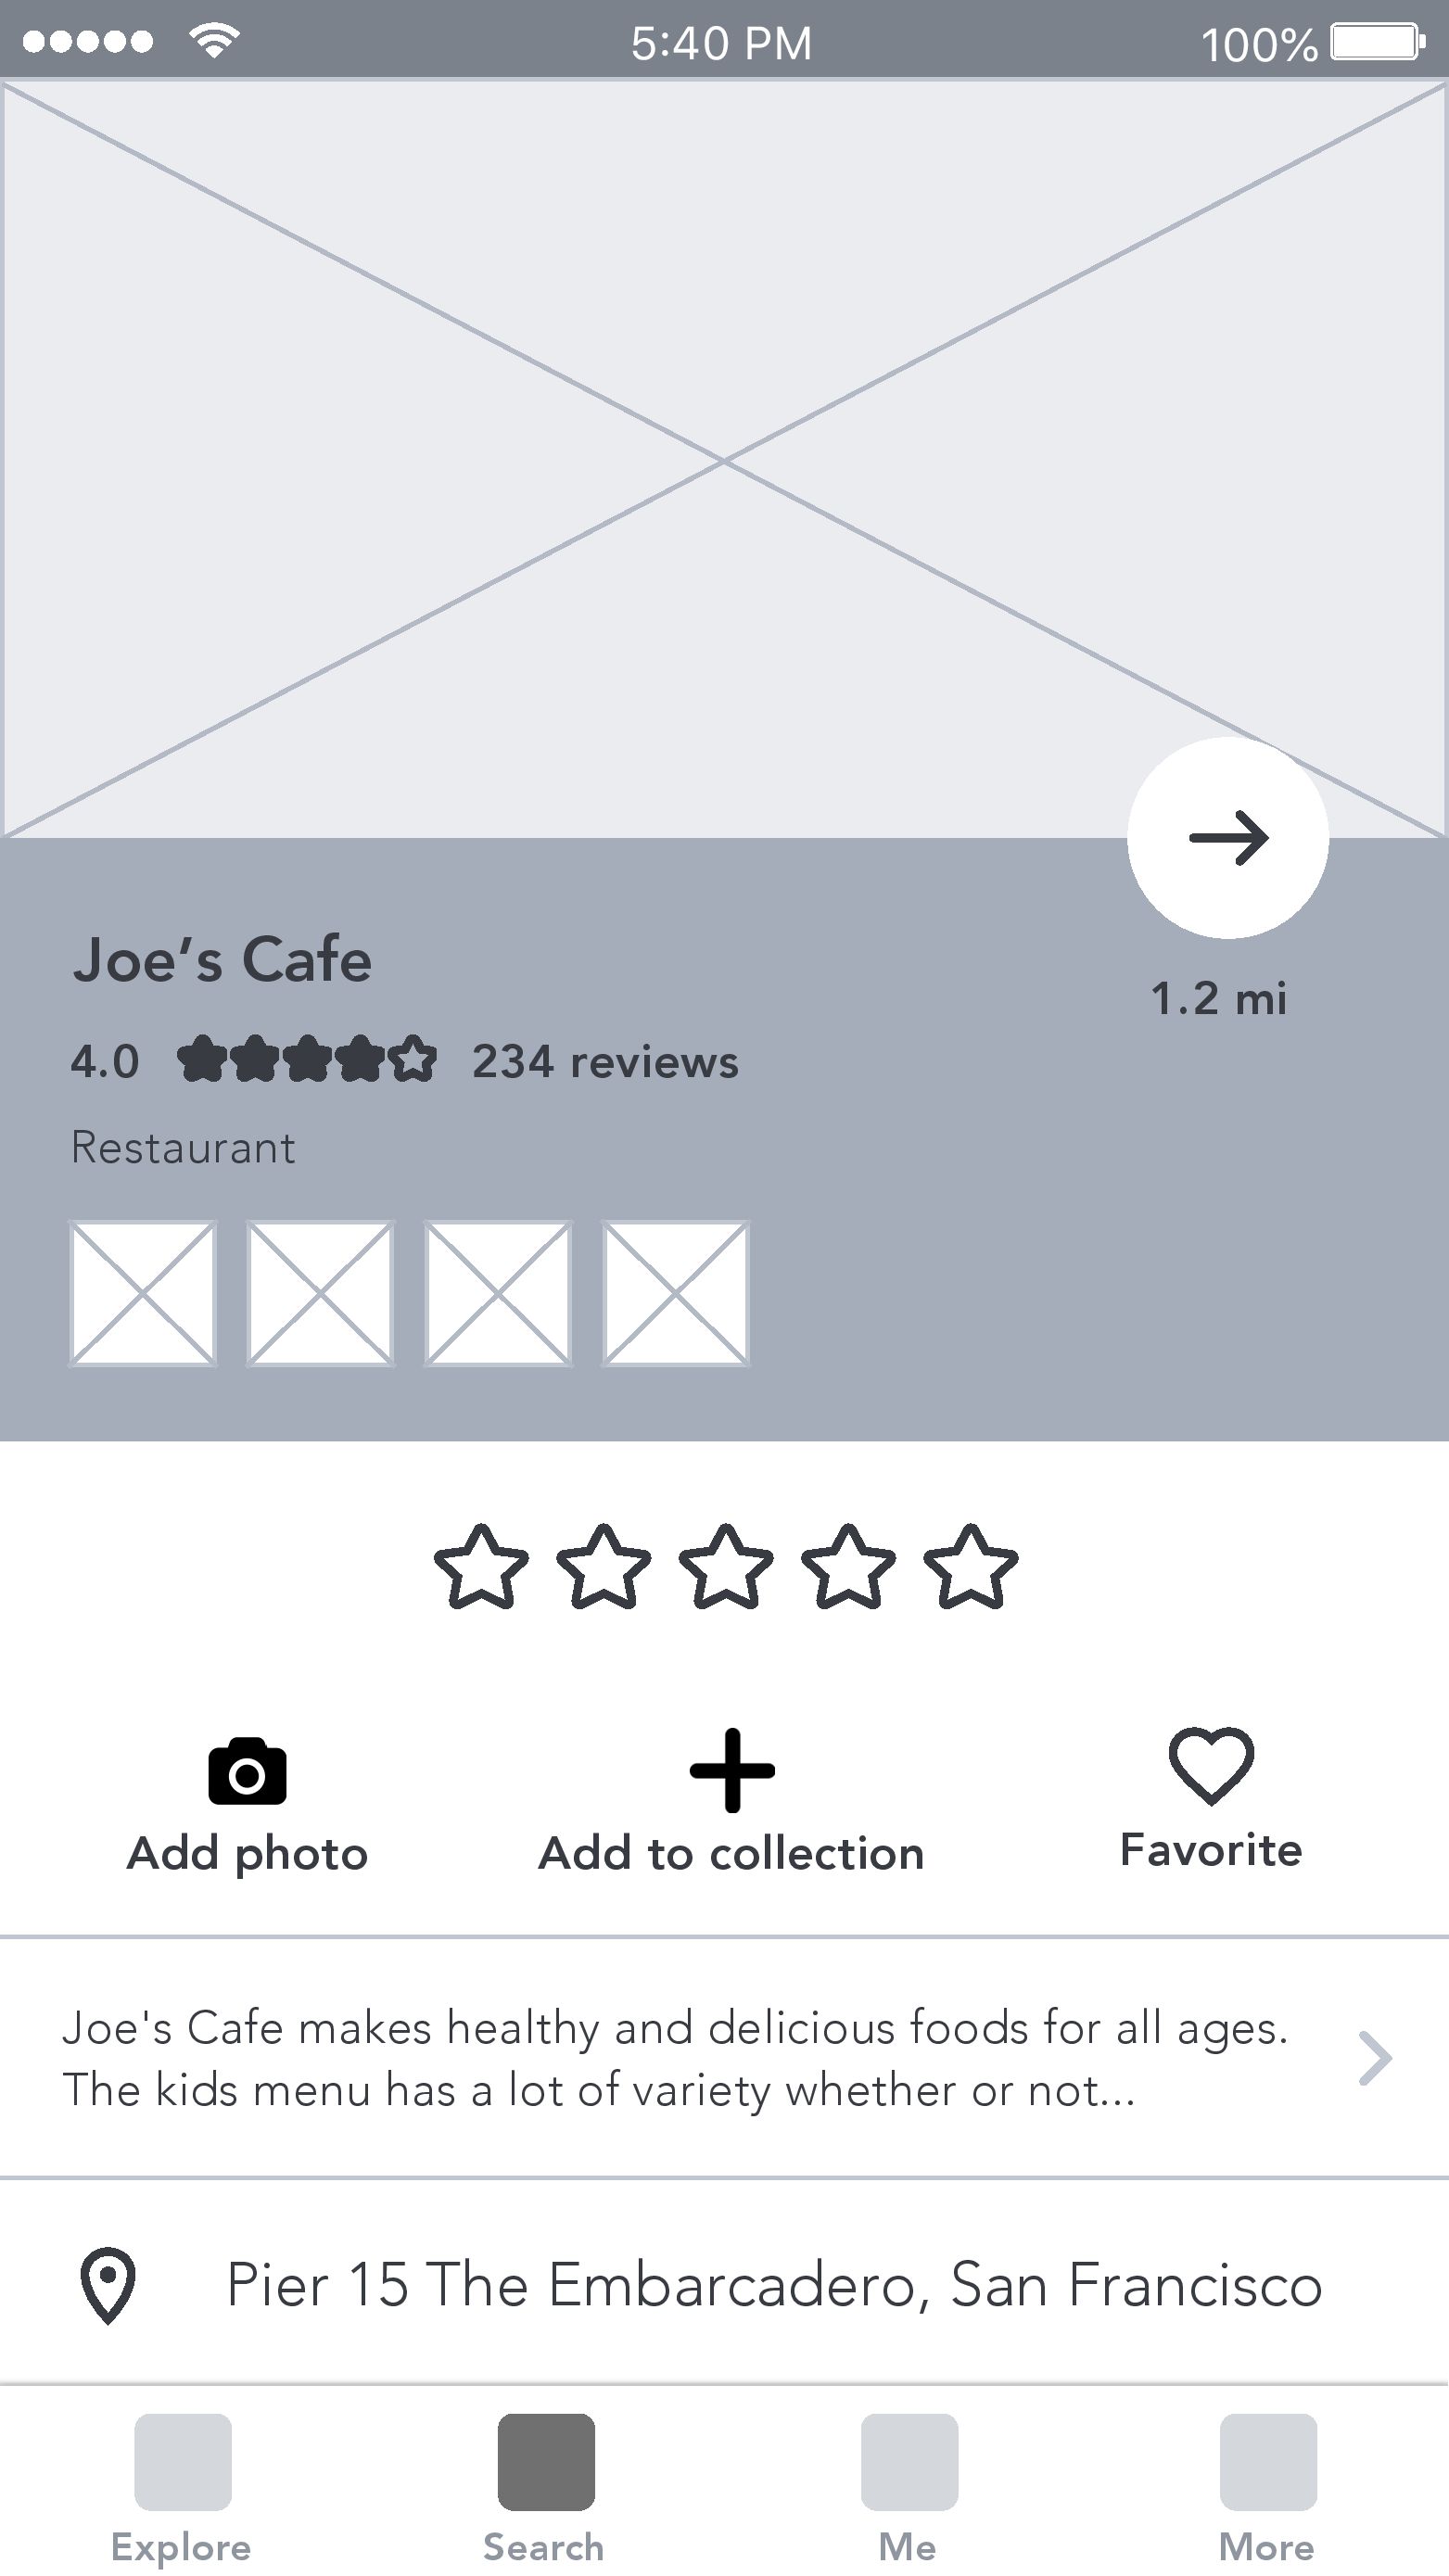 5:40 PM
100%
Joe’s Cafe
1.2 mi
4.0
234 reviews
Restaurant
Add photo
Add to collection
Favorite
Joe's Cafe makes healthy and delicious foods for all ages.
The kids menu has a lot of variety whether or not...
Pier 15 The Embarcadero, San Francisco
Explore
Search
Me
More